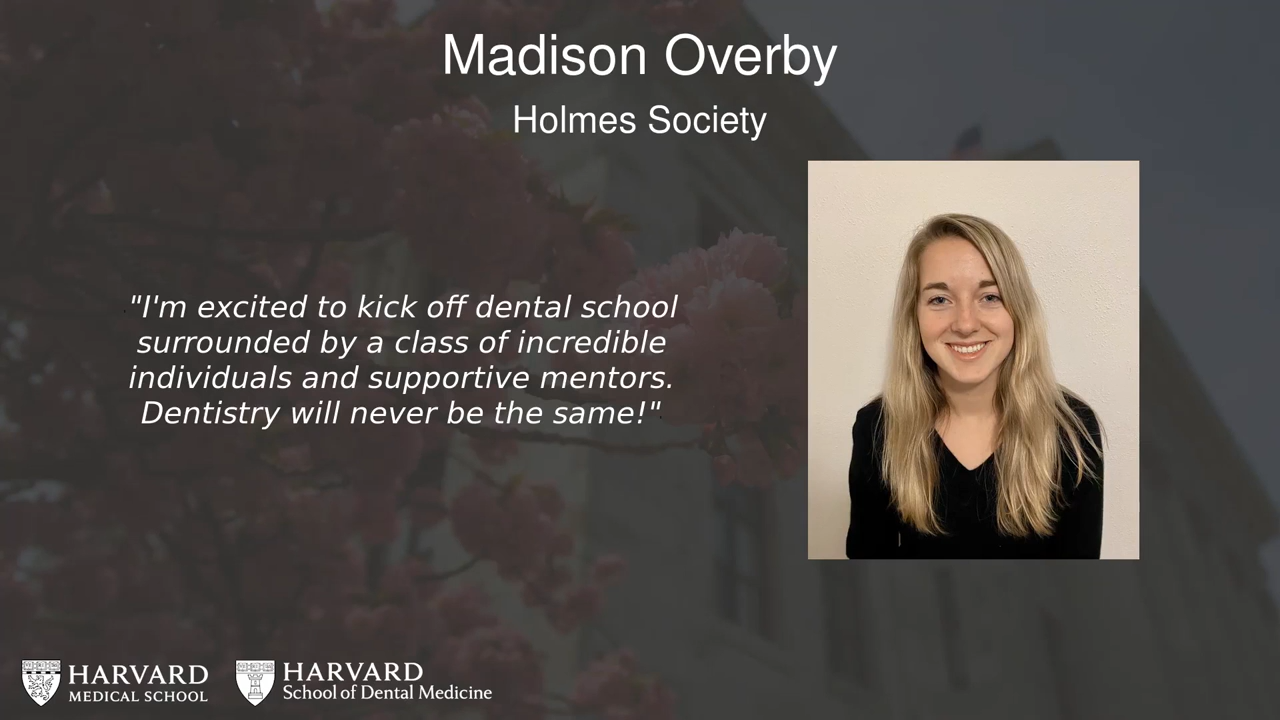 Madison Overby
Holmes Society
"I'm excited to kick off dental school
surrounded by a class of incredible
individuals and supportive mentors.
Dentistry will never be the same!"
HARVARD
MEDICAL SCHOOL
HARVARD
School of Dental Medicine